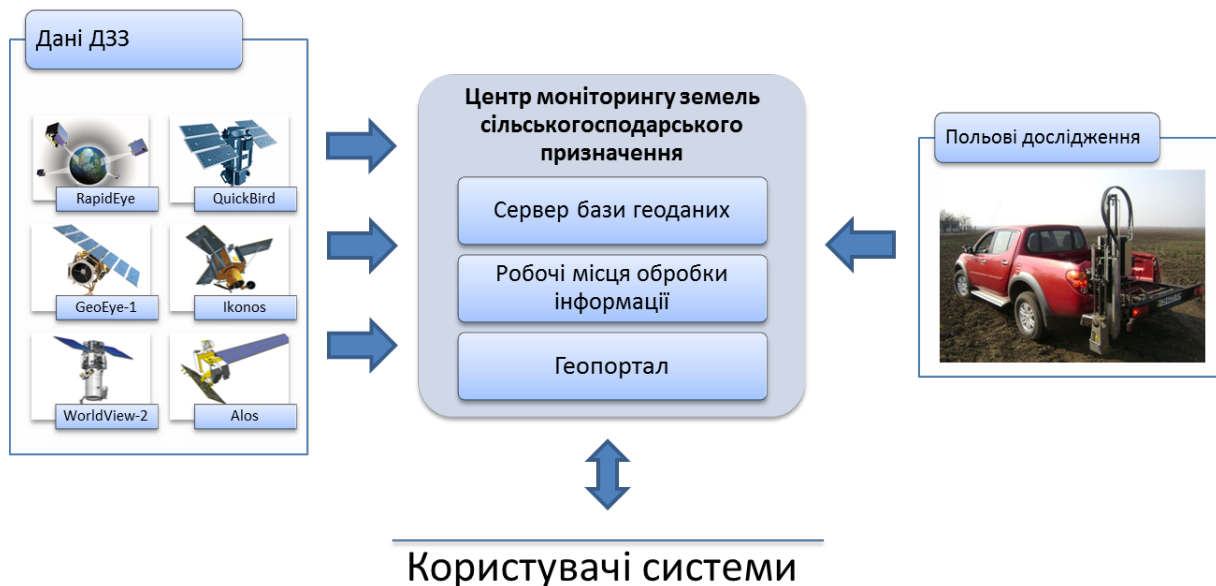 Дані ДЗЗ
RapidEye
QuickBird
GeoEye-1
Ikonos
WorldView-2
Alos
Центр моніторингу земель
сільськогосподарського
призначення
Сервер бази геоданих
Робочі місця обробки
інформації
Геопортал
Польові дослідження
Користувачі системи